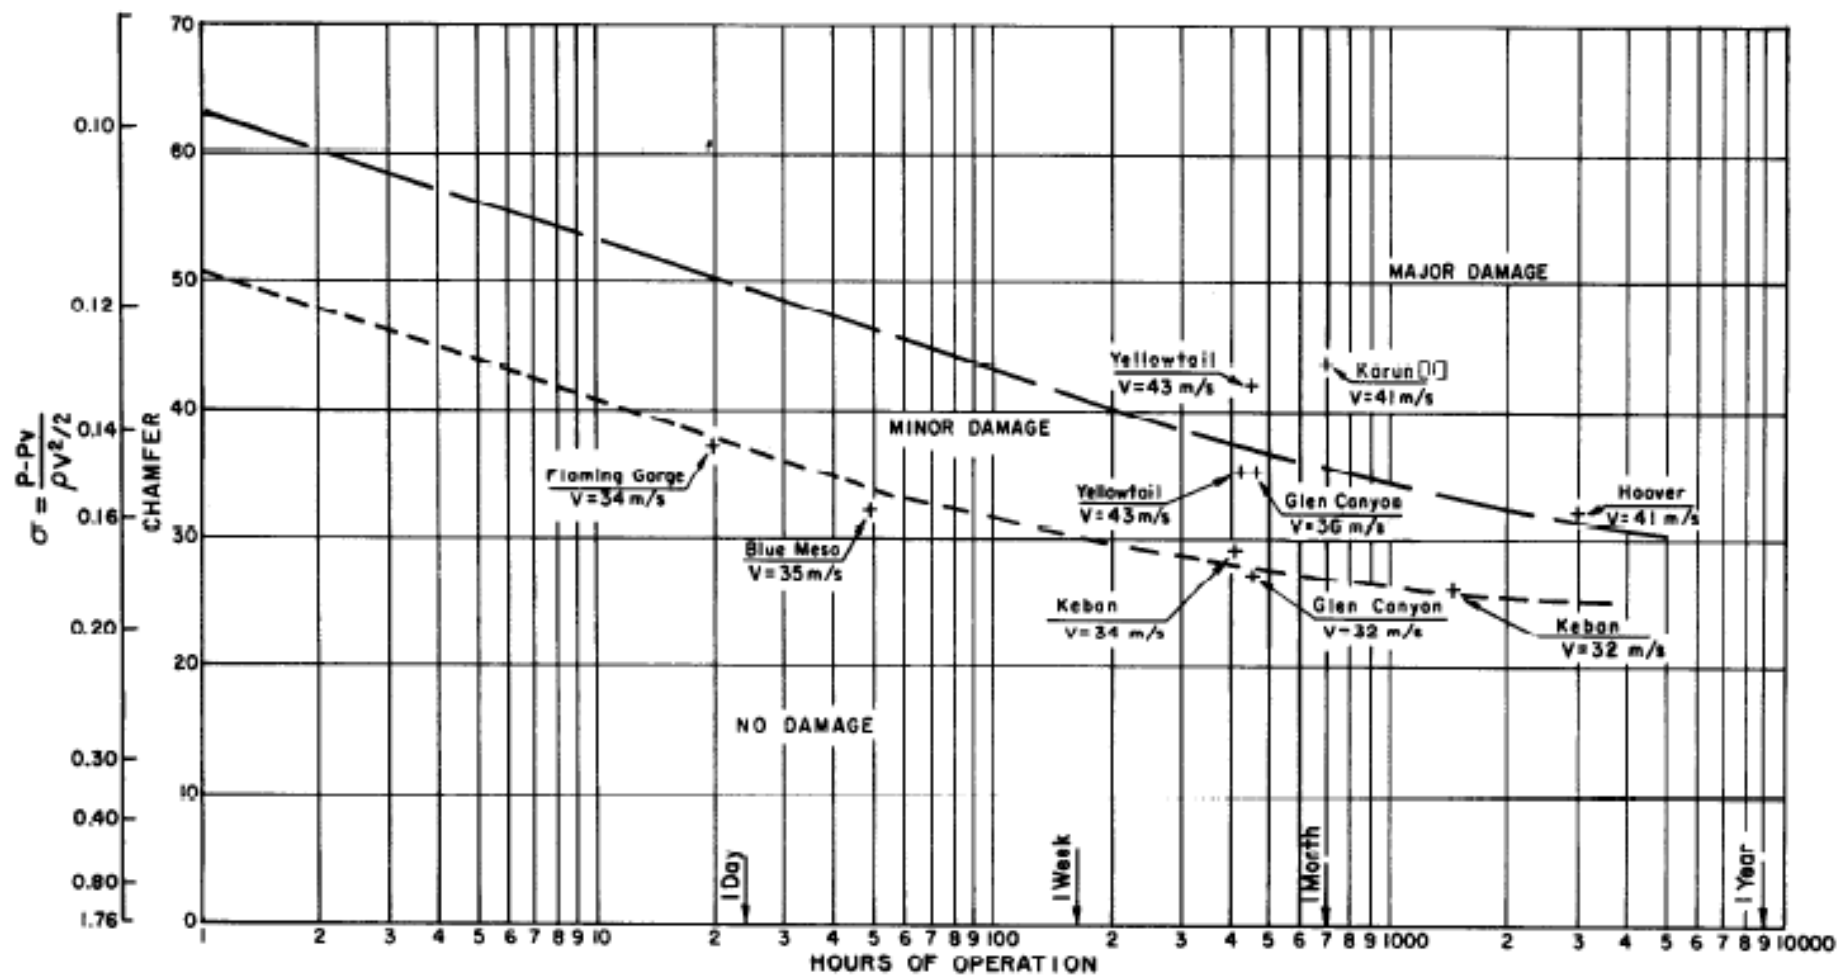 70
60
50
40
30
20
10
0
0.10
0.12
0.14
0.16
0.20
0.30
0.40
0.80
1.76
σ = P-Pv / ρV²/2
CHAMFER
MAJOR DAMAGE
MINOR DAMAGE
NO DAMAGE
Yellowtail
V=43 m/s
Karun
V=41 m/s
Flaming Gorge
V=34 m/s
Blue Mesa
V=35 m/s
Yellowtail
V=43 m/s
Glen Canyon
V=36 m/s
Hoover
V=41 m/s
Keban
V=34 m/s
Glen Canyon
V=32 m/s
Keban
V=32 m/s
1 Day
1 Week
1 Month
1 Year
1 2 3 4 5 6 7 8 9 10 2 3 4 5 6 7 8 9 100 2 3 4 5 6 7 8 9 1000 2 3 4 5 6 7 8 9 10000
HOURS OF OPERATION